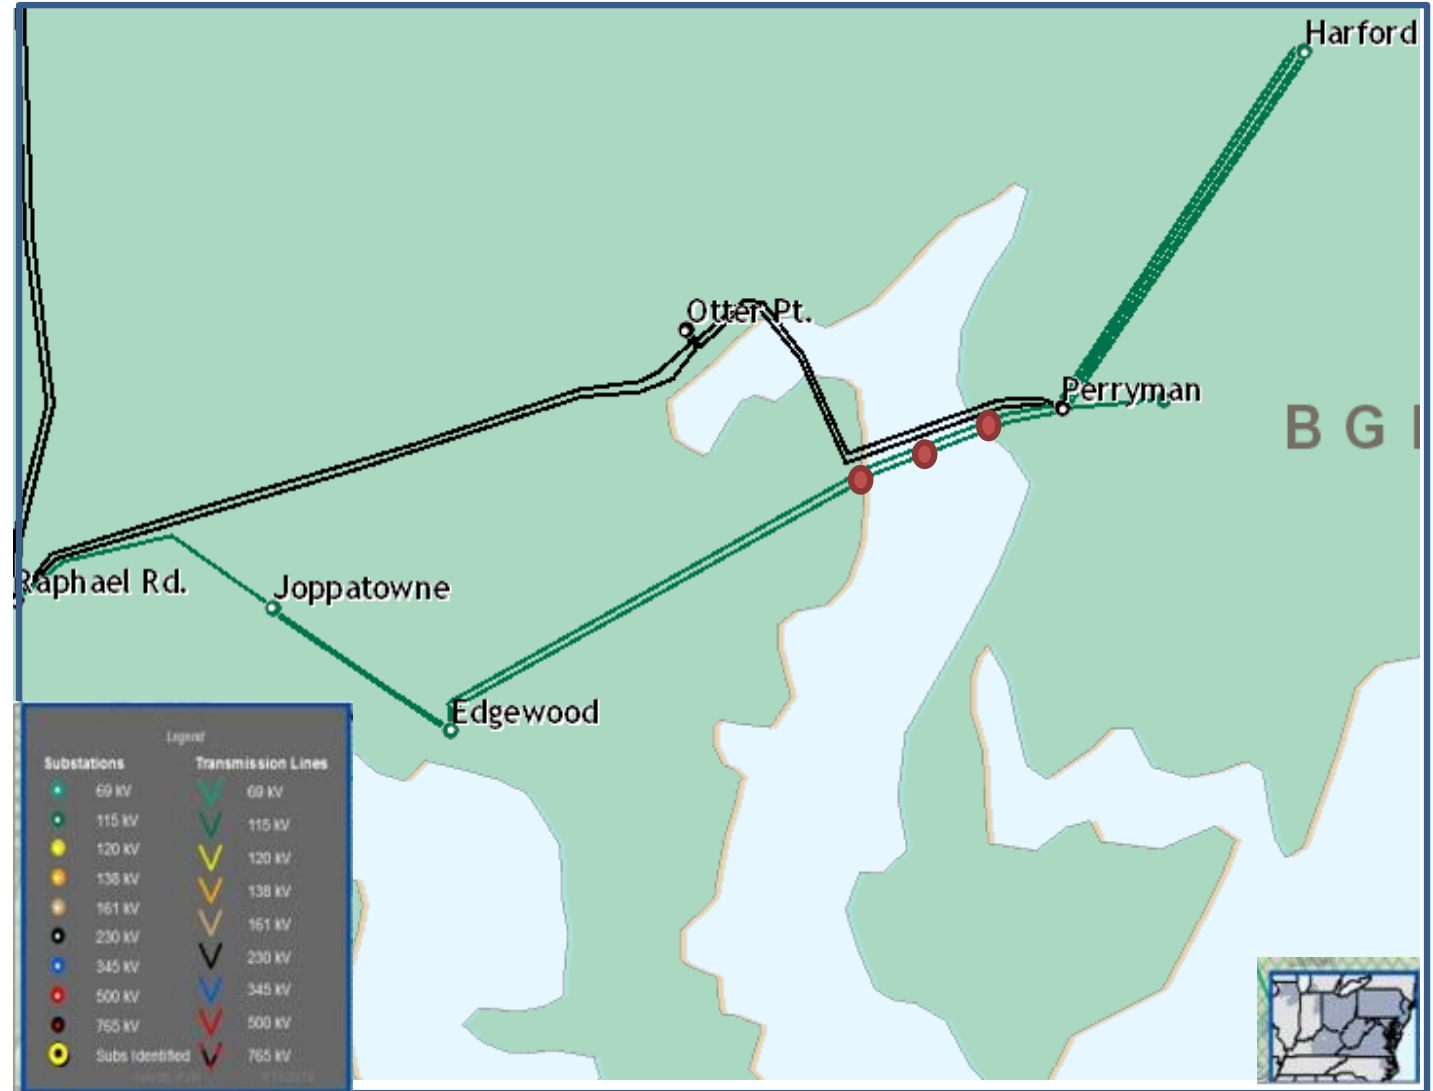 Harford
Otter Pt.
Perryman
B G
Raphael Rd.
Joppatowne
Edgewood
Legend
Substations Transmission Lines
69 kV 69 kV
115 kV 115 kV
120 kV 120 kV
138 kV 138 kV
161 kV 161 kV
230 kV 230 kV
345 kV 345 kV
500 kV 500 kV
765 kV 765 kV
Subs Identified